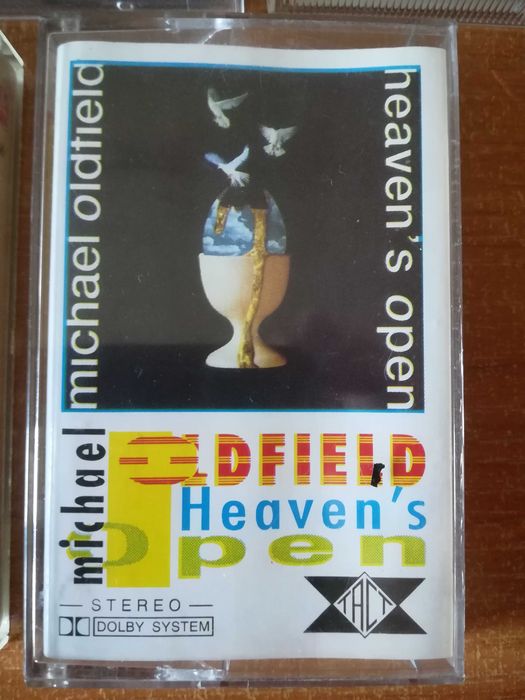 michael oldfield
heaven's open
michael
OLDFIELD
Heaven's
Open
STEREO
DOLBY SYSTEM
TACT